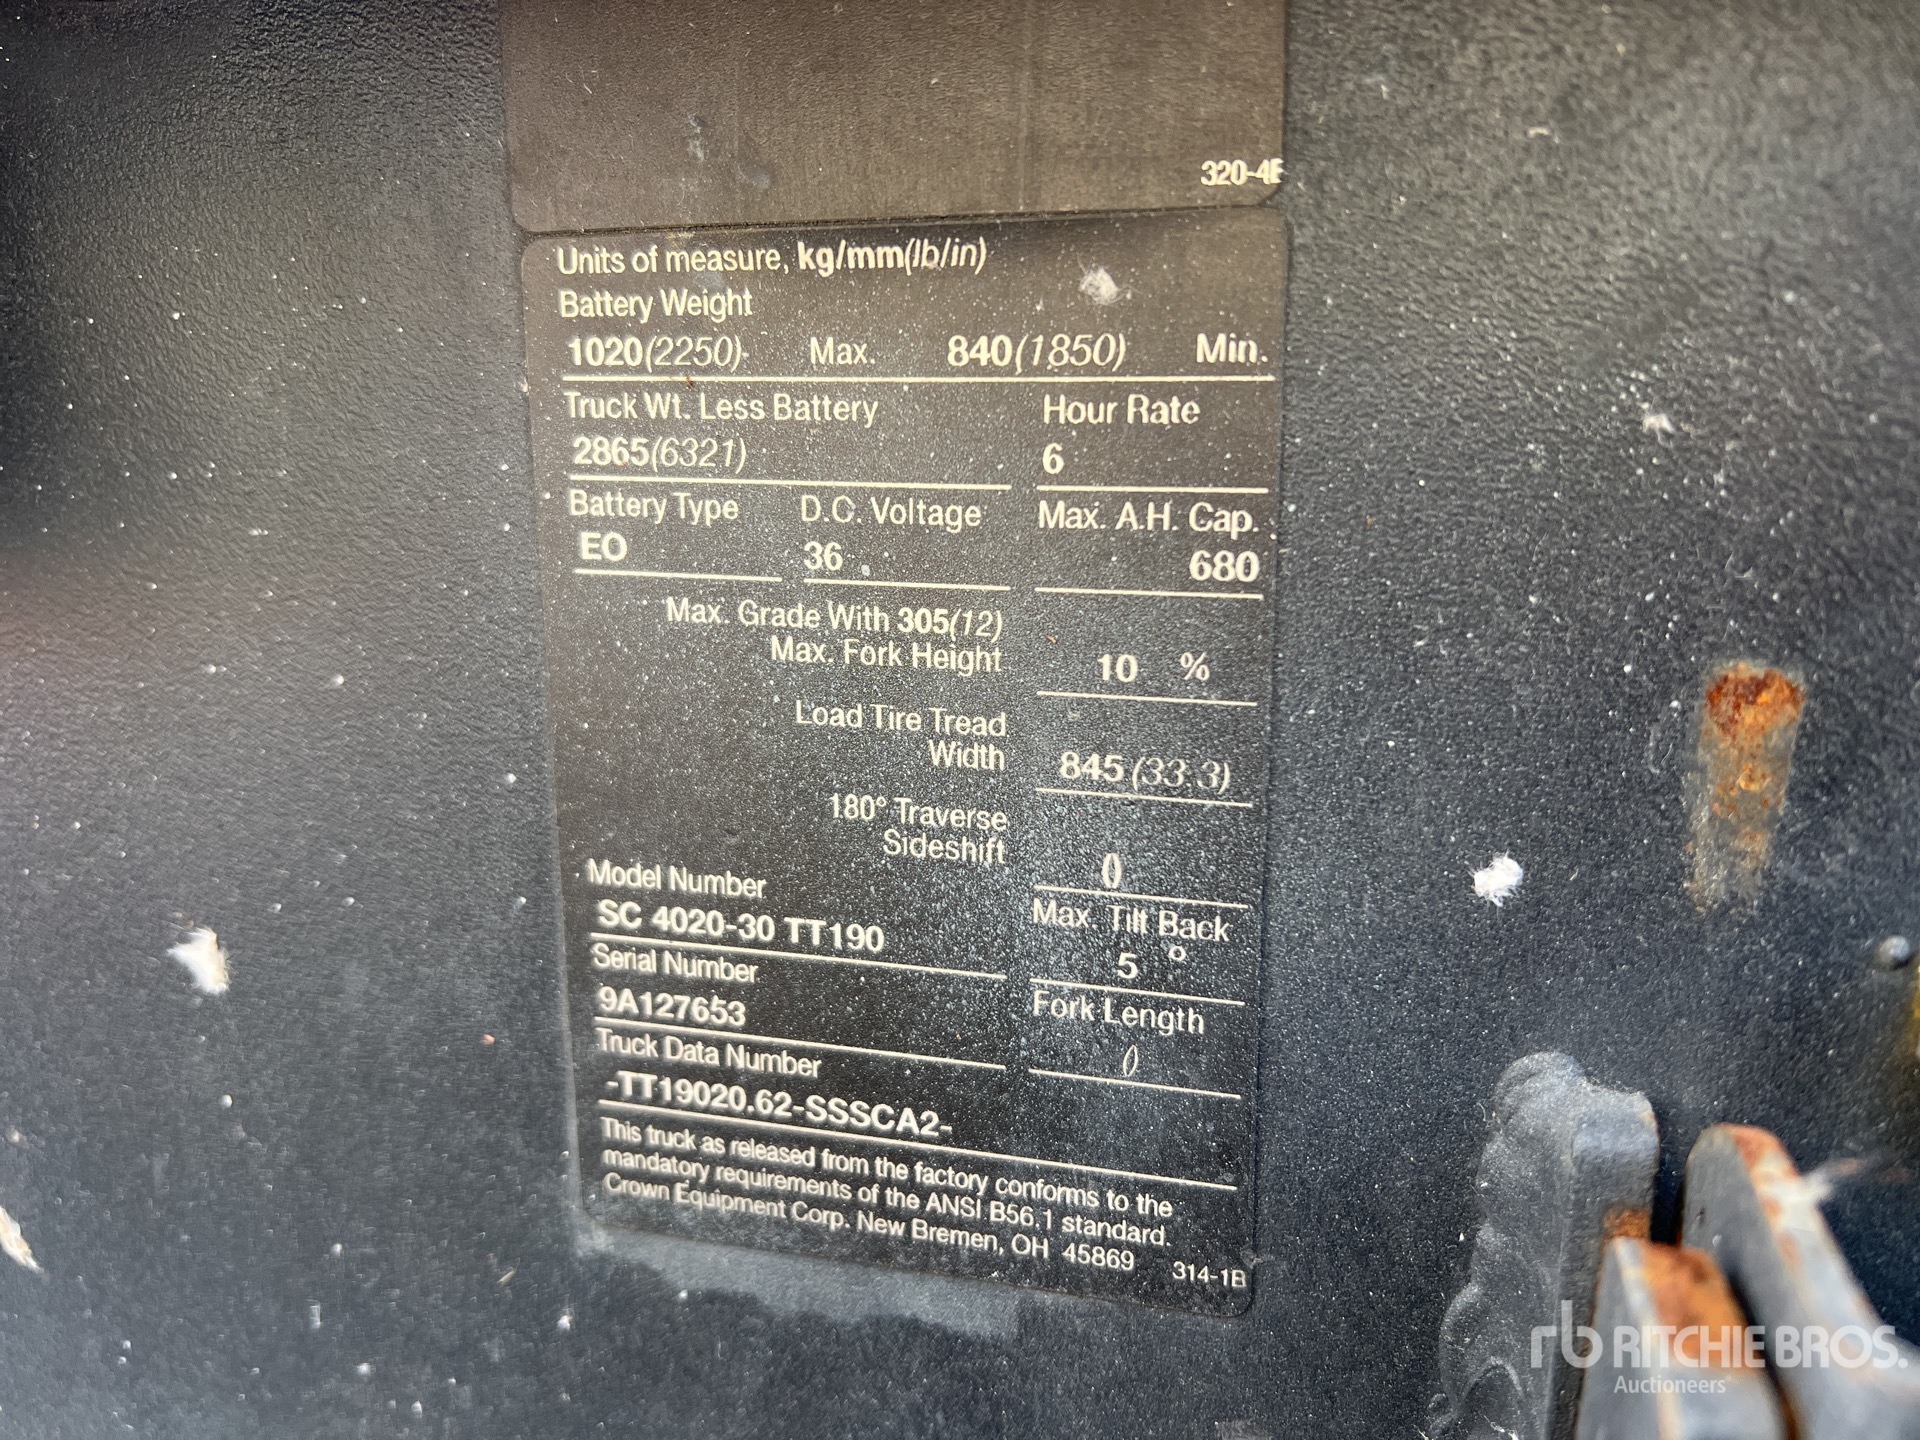 320-4F
Units of measure, kg/mm(lb/in)
Battery Weight
1020(2250) Max. 840(1850) Min.
Truck Wt. Less Battery Hour Rate
2865(6321) 6
Battery Type D.C. Voltage Max. A.H. Cap.
EO 36 680
Max. Grade With 305(12)
Max. Fork Height 10 %
Load Tire Tread
Width 845(33.3)
180° Traverse
Sideshift ()
Model Number Max. Tilt Back
SC 4020-30 TT190 5 °
Serial Number Fork Length
9A127653 ()
Truck Data Number
-TT19020.62-SSSCA2-
This truck as released from the factory conforms to the
mandatory requirements of the ANSI B56.1 standard.
Crown Equipment Corp. New Bremen, OH 45869 314-1B
rb RITCHIE BROS.
Auctioneers